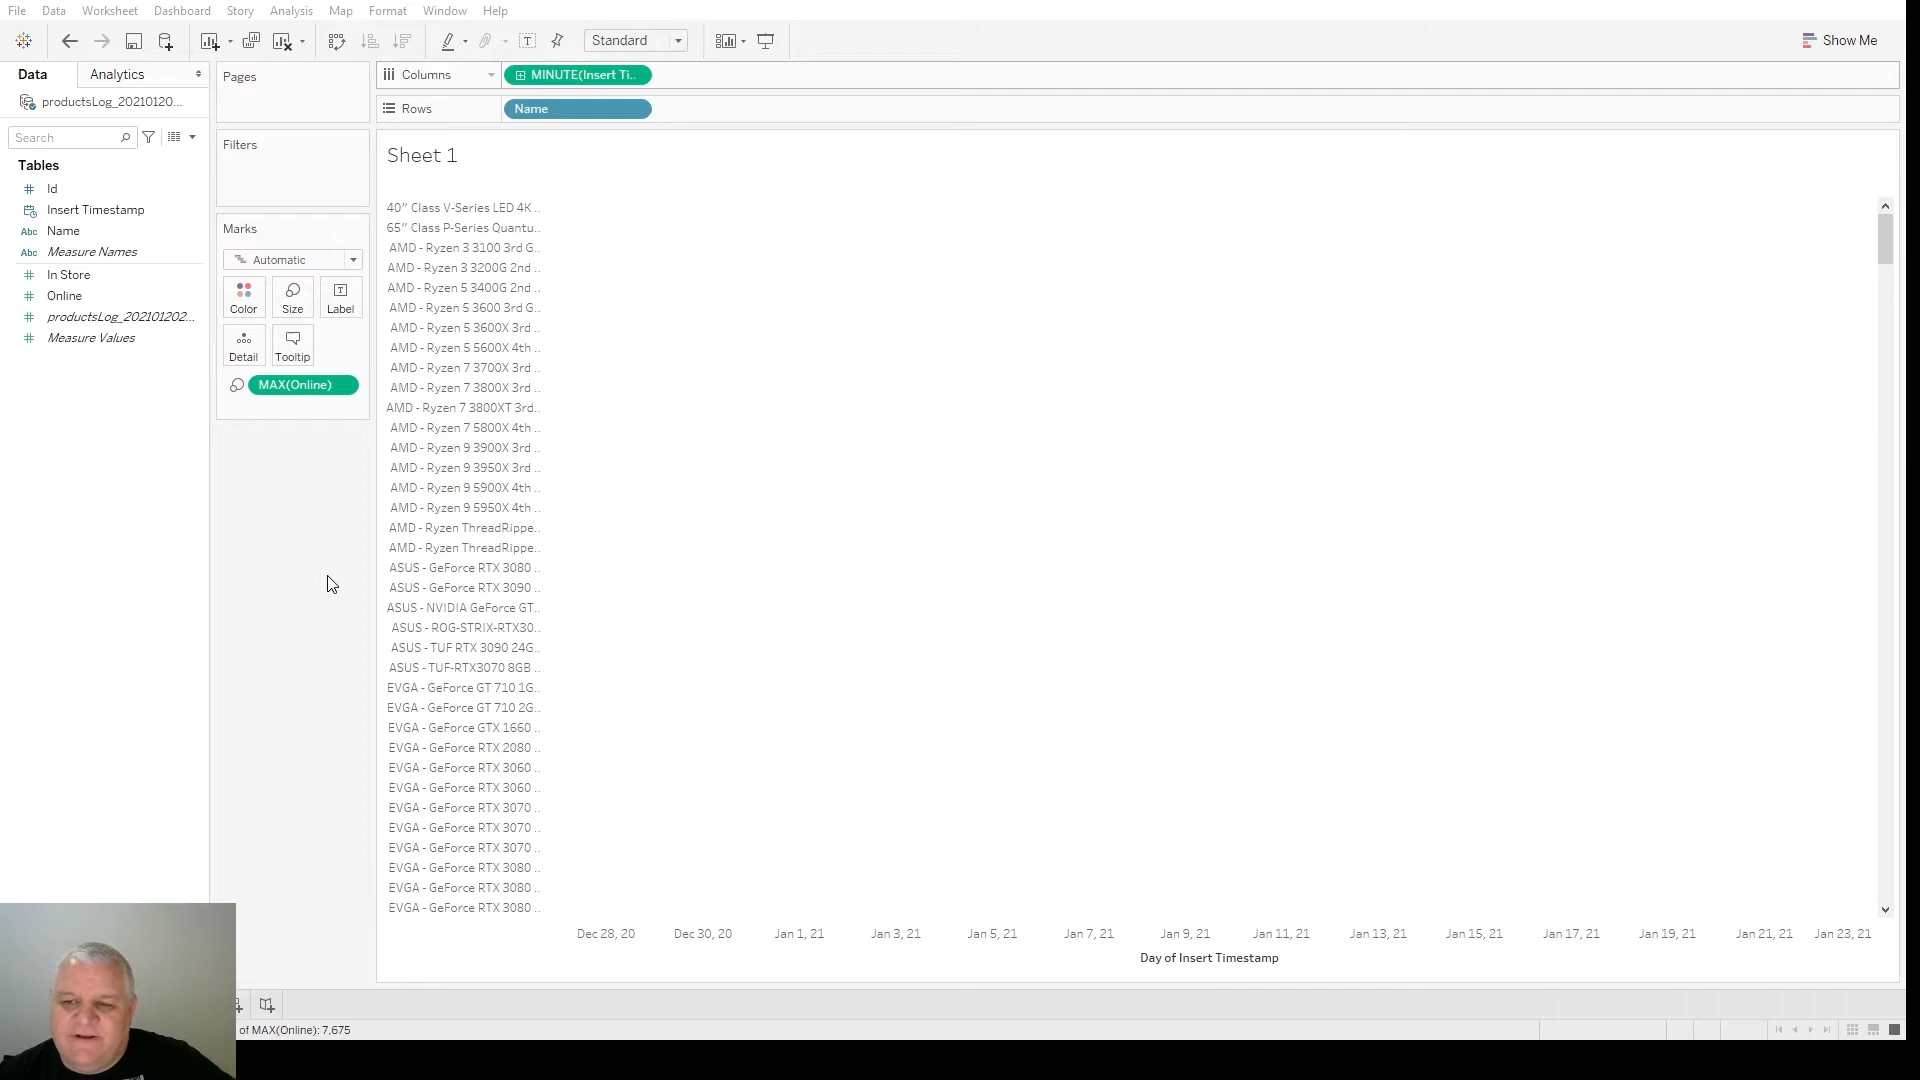 File Data Worksheet Dashboard Story Analysis Map Format Window Help
Standard
Show Me
Data Analytics
productsLog_20210120...
Search
Tables
Id
Insert Timestamp
Abc Name
Abc Measure Names
In Store
Online
productsLog_202101202...
Measure Values
Pages
Filters
Marks
Automatic
Color Size Label
Detail Tooltip
MAX(Online)
Columns MINUTE(Insert Ti..
Rows Name
Sheet 1
40" Class V-Series LED 4K ..
65" Class P-Series Quantu..
AMD - Ryzen 3 3100 3rd G..
AMD - Ryzen 3 3200G 2nd ..
AMD - Ryzen 5 3400G 2nd ..
AMD - Ryzen 5 3600 3rd G..
AMD - Ryzen 5 3600X 3rd ..
AMD - Ryzen 5 5600X 4th ..
AMD - Ryzen 7 3700X 3rd ..
AMD - Ryzen 7 3800X 3rd ..
AMD - Ryzen 7 3800XT 3rd..
AMD - Ryzen 7 5800X 4th ..
AMD - Ryzen 9 3900X 3rd ..
AMD - Ryzen 9 3950X 3rd ..
AMD - Ryzen 9 5900X 4th ..
AMD - Ryzen 9 5950X 4th ..
AMD - Ryzen ThreadRippe..
AMD - Ryzen ThreadRippe..
ASUS - GeForce RTX 3080 ..
ASUS - GeForce RTX 3090 ..
ASUS - NVIDIA GeForce GT..
ASUS - ROG-STRIX-RTX30..
ASUS - TUF RTX 3090 24G..
ASUS - TUF-RTX3070 8GB ..
EVGA - GeForce GT 710 1G..
EVGA - GeForce GT 710 2G..
EVGA - GeForce GTX 1660 ..
EVGA - GeForce RTX 2080 ..
EVGA - GeForce RTX 3060 ..
EVGA - GeForce RTX 3060 ..
EVGA - GeForce RTX 3070 ..
EVGA - GeForce RTX 3070 ..
EVGA - GeForce RTX 3070 ..
EVGA - GeForce RTX 3080 ..
EVGA - GeForce RTX 3080 ..
EVGA - GeForce RTX 3080 ..
Dec 28, 20 Dec 30, 20 Jan 1, 21 Jan 3, 21 Jan 5, 21 Jan 7, 21 Jan 9, 21 Jan 11, 21 Jan 13, 21 Jan 15, 21 Jan 17, 21 Jan 19, 21 Jan 21, 21 Jan 23, 21
Day of Insert Timestamp
of MAX(Online): 7,675